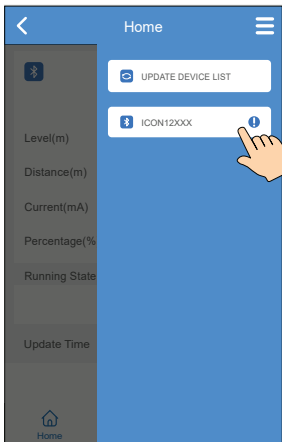 Home
UPDATE DEVICE LIST
ICON12XXX
Level(m)
Distance(m)
Current(mA)
Percentage(%
Running State
Update Time
Home